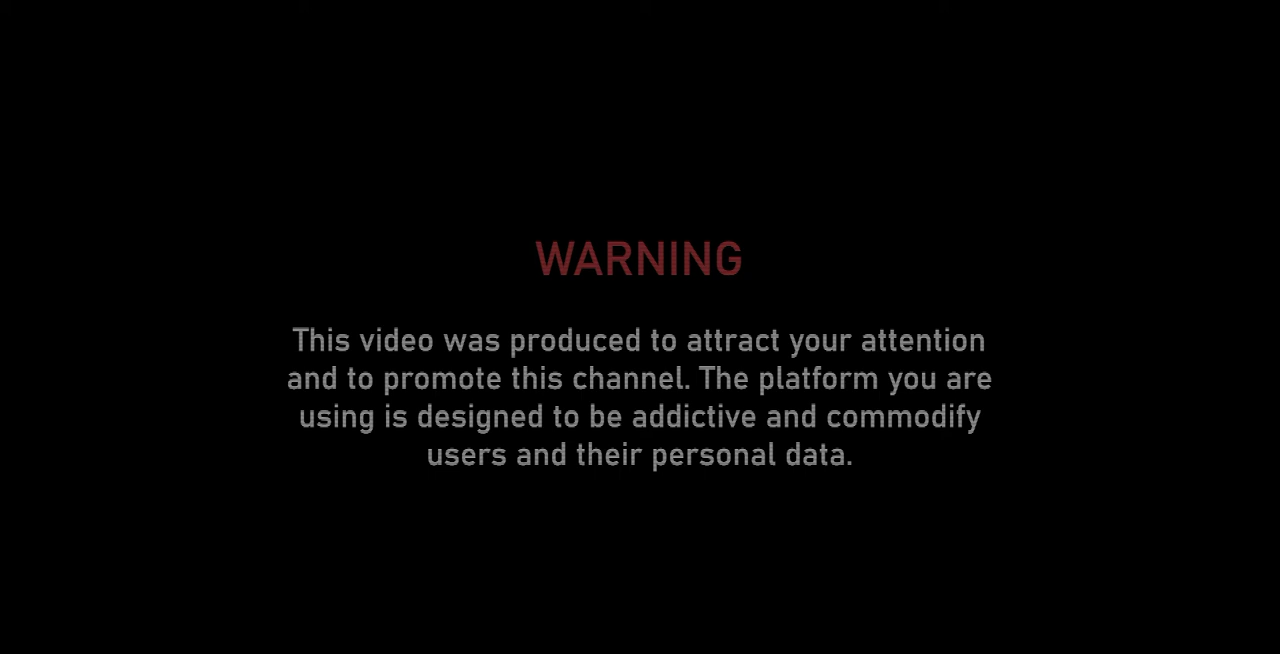 WARNING
This video was produced to attract your attention
and to promote this channel. The platform you are
using is designed to be addictive and commodify
users and their personal data.